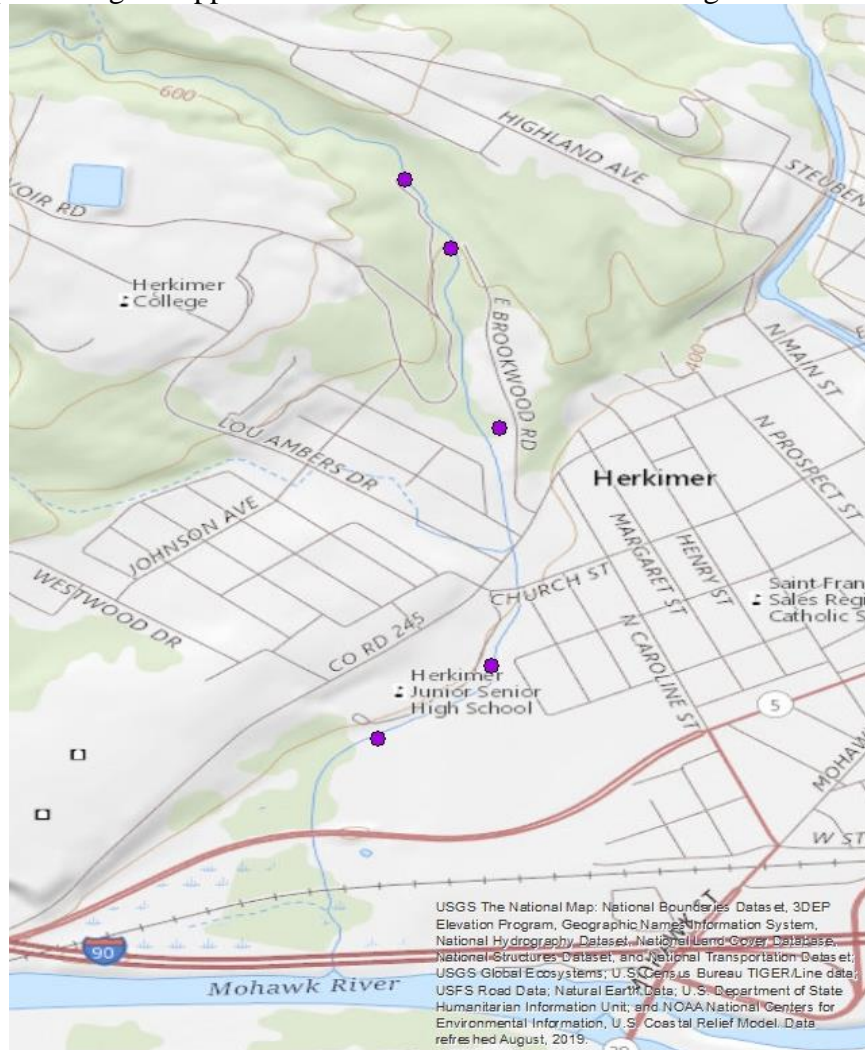 600
HIGHLAND AVE
STEUBEN
VOIR RD
Herkimer
College
E BROOKWOOD RD
400
N MAIN ST
N PROSPECT ST
LOU AMBERS DR
Herkimer
MARGARET ST
HENRY ST
JOHNSON AVE
CHURCH ST
Saint Fran
Sales Regi
Catholic S
WESTWOOD DR
CO RD 245
N CAROLINE ST
Herkimer
Junior Senior
High School
5
MOHAW
W ST
USGS The National Map: National Boundaries Dataset, 3DEP
Elevation Program, Geographic Names Information System,
National Hydrography Dataset, National Land Cover Database,
National Structures Dataset, and National Transportation Dataset;
USGS Global Ecosystems; U.S. Census Bureau TIGER/Line data;
USFS Road Data; Natural Earth Data; U.S. Department of State
Humanitarian Information Unit; and NOAA National Centers for
Environmental Information, U.S. Coastal Relief Model. Data
refreshed August, 2019.
90
Mohawk River